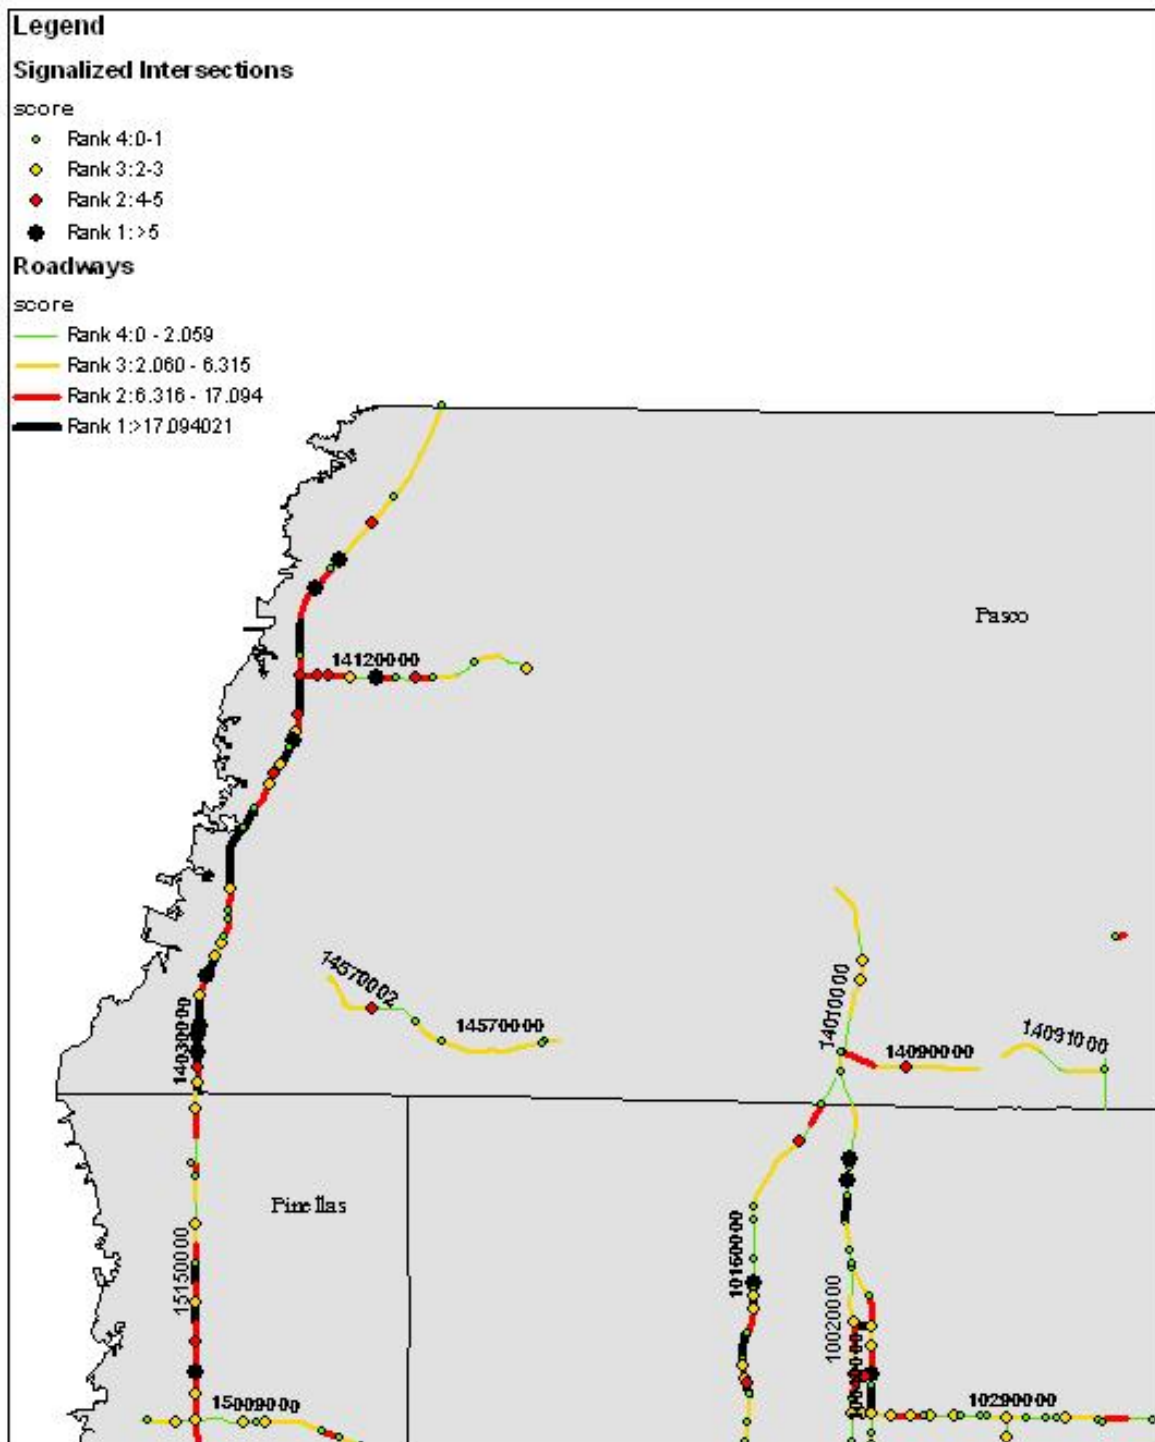 Legend
Signalized Intersections
score
Rank 4:0-1
Rank 3:2-3
Rank 2:4-5
Rank 1:>5
Roadways
score
Rank 4:0 - 2.059
Rank 3:2.060 - 6.315
Rank 2:6.316 - 17.094
Rank 1:>17.094021
Pasco
14120000
14570002
14570000
14030000
14010000
14090000
14091000
Pinellas
15150000
10160000
10020000
15009000
10290000